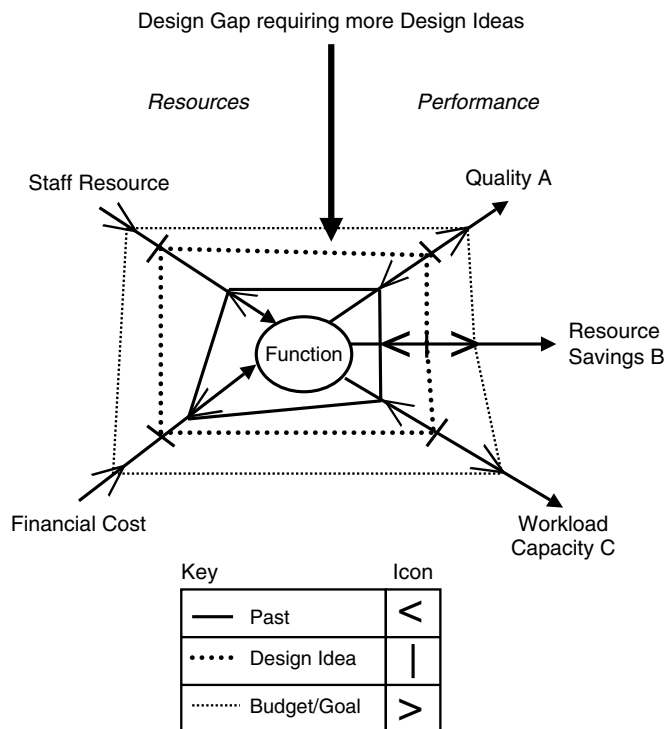 Design Gap requiring more Design Ideas
Resources
Performance
Staff Resource
Quality A
Function
Resource
Savings B
Financial Cost
Workload
Capacity C
Key Icon
Past <
Design Idea |
Budget/Goal >